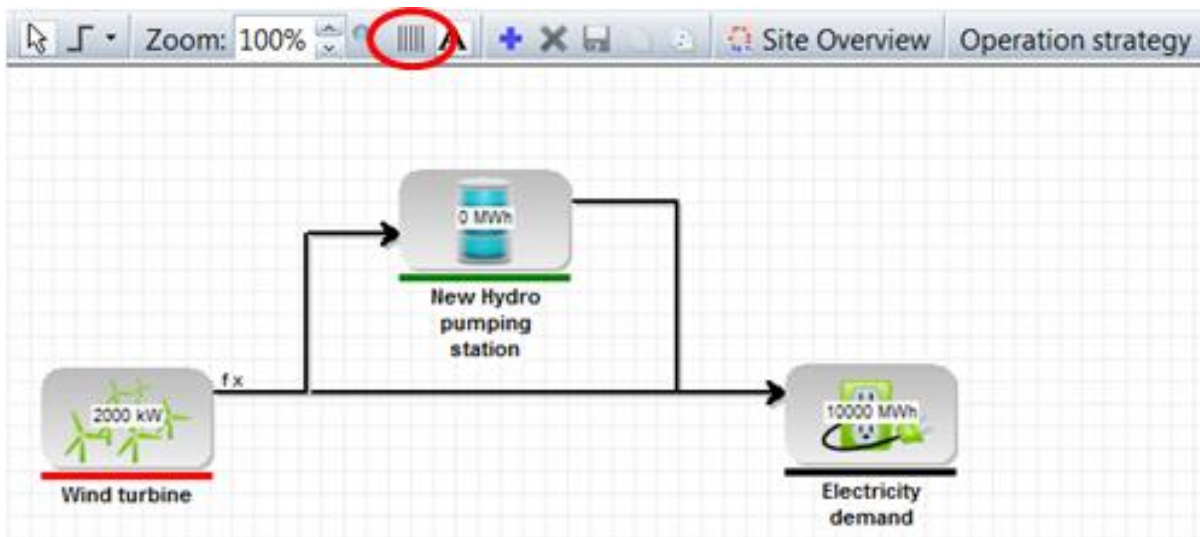 Zoom: 100% A Site Overview Operation strategy
0 MWh
New Hydro
pumping
station
f x
2000 kW
Wind turbine
10000 MWh
Electricity
demand